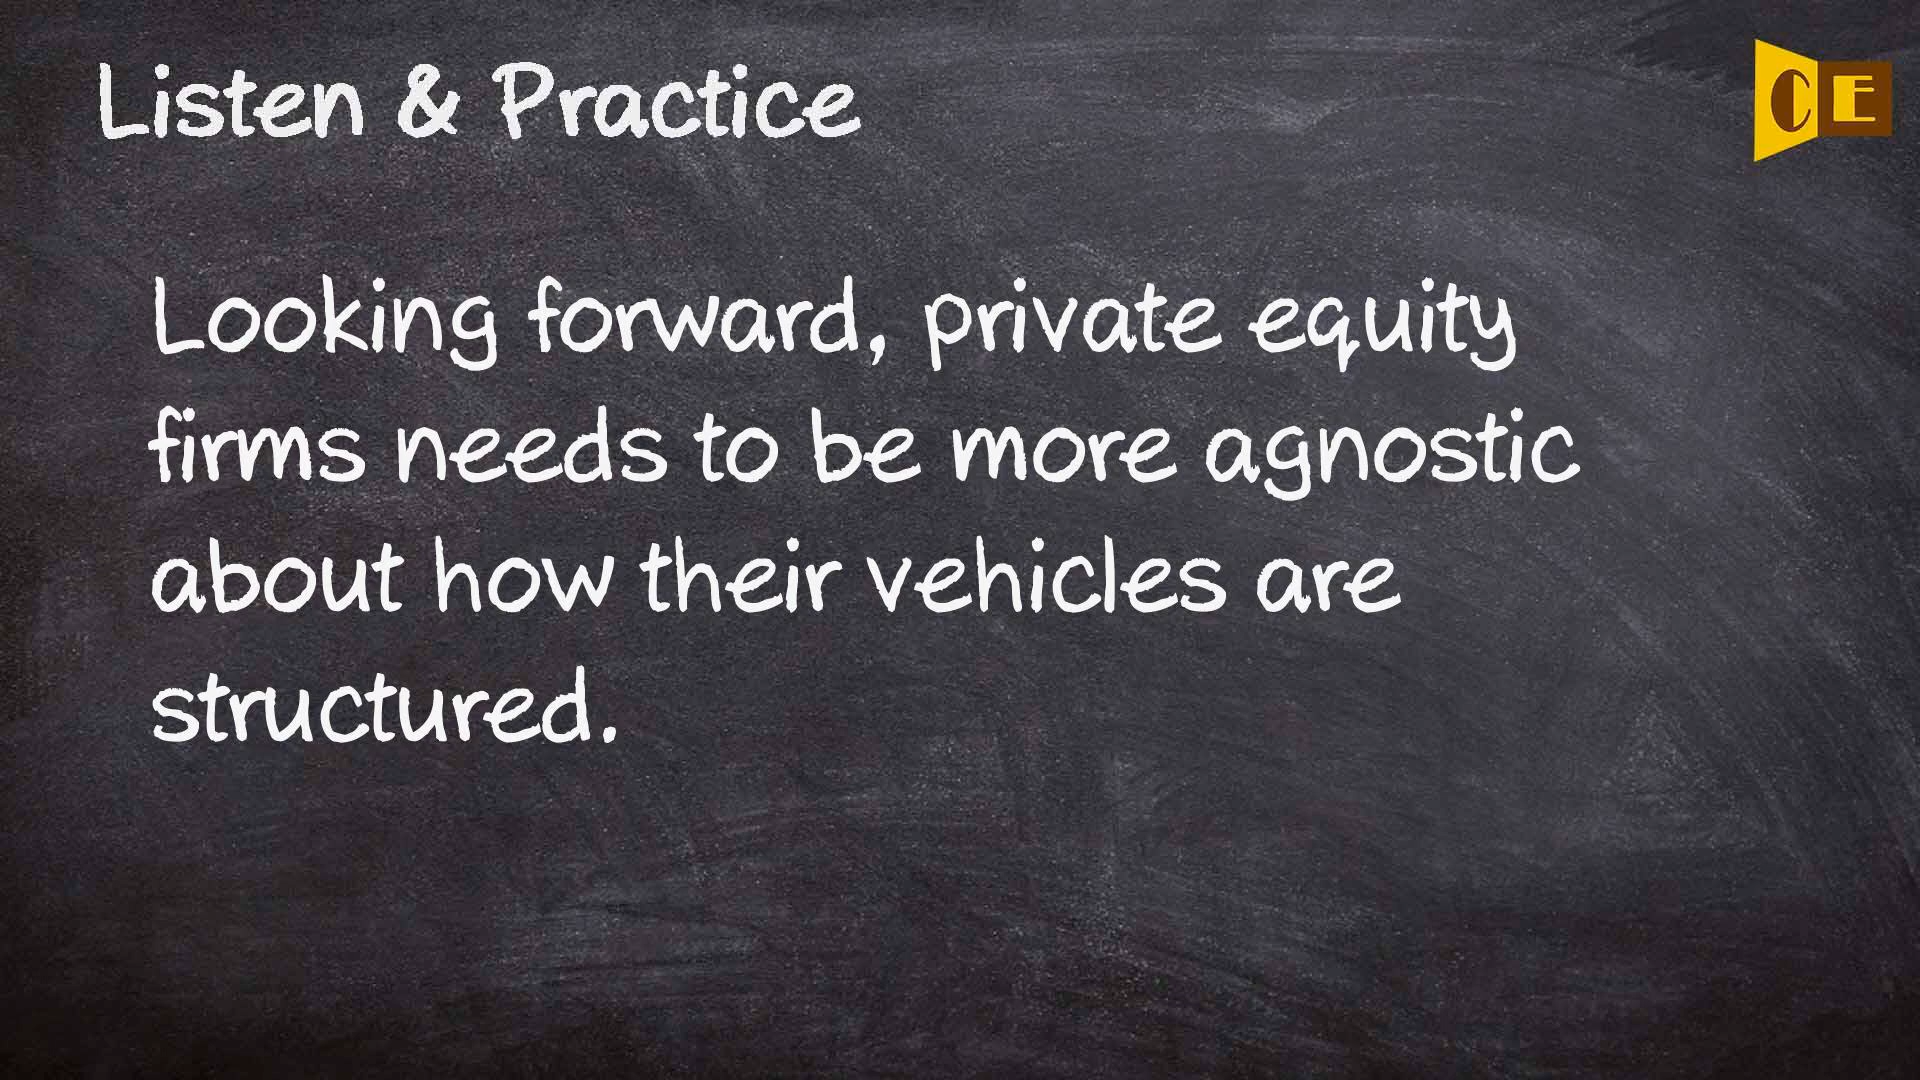 Listen & Practice
CE
Looking forward, private equity
firms needs to be more agnostic
about how their vehicles are
structured.